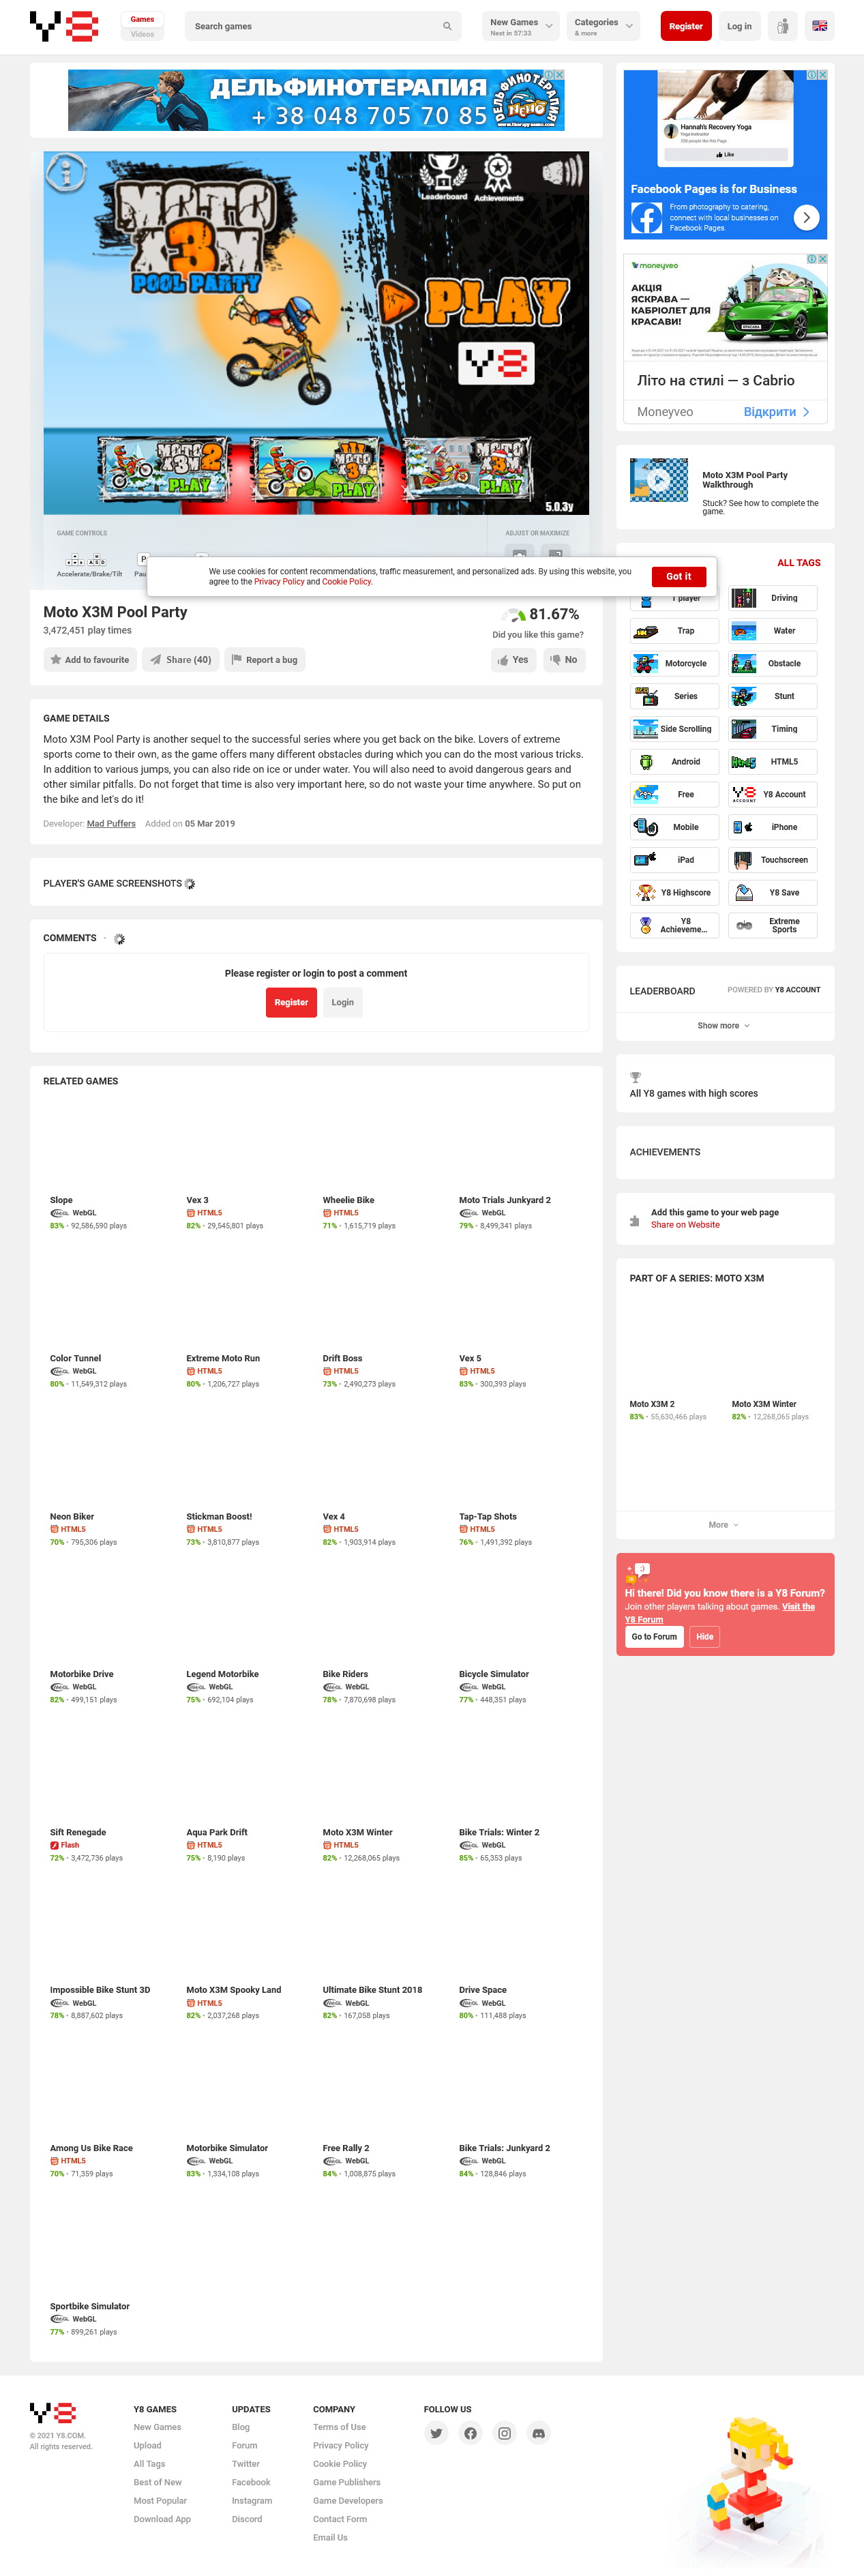 Games
Videos
Search games
New Games
Next in 57:33
Categories
& more
Register
Log in
ДЕЛЬФИНОТЕРАПИЯ
+ 38 048 705 70 85
ДЕЛЬФИНОТЕРАПИЯ
NEMO
www.therapy-nemo.com
Hannah's Recovery Yoga
Yoga Instructor
558 people like this Page
Like
Facebook Pages is for Business
From photography to catering,
connect with local businesses on
Facebook Pages.
moneyveo
АКЦІЯ
ЯСКРАВА —
КАБРІОЛЕТ ДЛЯ
КРАСАВИ!
Літо на стилі — з Cabrio
Moneyveo
Відкрити
MOTO
X3M
POOL PARTY
Leaderboard
Achievements
PLAY
Y8
MOTO X3M 2
PLAY
MOTO X3M
PLAY
MOTO X3M
PLAY
5.0.3y
GAME CONTROLS
ADJUST OR MAXIMIZE
Accelerate/Brake/Tilt
Moto X3M Pool Party
Walkthrough
Stuck? See how to complete the
game.
We use cookies for content recommendations, traffic measurement, and personalized ads. By using this website, you
agree to the Privacy Policy and Cookie Policy.
Got it
Moto X3M Pool Party
3,472,451 play times
81.67%
Did you like this game?
Add to favourite
Share (40)
Report a bug
Yes
No
ALL TAGS
1 player
Driving
Trap
Water
Motorcycle
Obstacle
Series
Stunt
Side Scrolling
Timing
Android
HTML5
Free
Y8 Account
Mobile
iPhone
iPad
Touchscreen
Y8 Highscore
Y8 Save
Y8
Achieveme...
Extreme
Sports
GAME DETAILS
Moto X3M Pool Party is another sequel to the successful series where you get back on the bike. Lovers of extreme
sports come to their own, as the game offers many different obstacles during which you can do the most various tricks.
In addition to various jumps, you can also ride on ice or under water. You will also need to avoid dangerous gears and
other similar pitfalls. Do not forget that time is also very important here, so do not waste your time anywhere. So put on
the bike and let's do it!
Developer: Mad Puffers Added on 05 Mar 2019
PLAYER'S GAME SCREENSHOTS
COMMENTS
Please register or login to post a comment
Register
Login
LEADERBOARD
POWERED BY Y8 ACCOUNT
Show more
All Y8 games with high scores
ACHIEVEMENTS
Add this game to your web page
Share on Website
PART OF A SERIES: MOTO X3M
Moto X3M 2
83% • 55,630,466 plays
Moto X3M Winter
82% • 12,268,065 plays
More
Hi there! Did you know there is a Y8 Forum?
Join other players talking about games. Visit the
Y8 Forum
Go to Forum
Hide
RELATED GAMES
Slope
WebGL
83% • 92,586,590 plays
Vex 3
HTML5
82% • 29,545,801 plays
Wheelie Bike
HTML5
71% • 1,615,719 plays
Moto Trials Junkyard 2
WebGL
79% • 8,499,341 plays
Color Tunnel
WebGL
80% • 11,549,312 plays
Extreme Moto Run
HTML5
80% • 1,206,727 plays
Drift Boss
HTML5
73% • 2,490,273 plays
Vex 5
HTML5
83% • 300,393 plays
Neon Biker
HTML5
70% • 795,306 plays
Stickman Boost!
HTML5
73% • 3,810,877 plays
Vex 4
HTML5
82% • 1,903,914 plays
Tap-Tap Shots
HTML5
76% • 1,491,392 plays
Motorbike Drive
WebGL
82% • 499,151 plays
Legend Motorbike
WebGL
75% • 692,104 plays
Bike Riders
WebGL
78% • 7,870,698 plays
Bicycle Simulator
WebGL
77% • 448,351 plays
Sift Renegade
Flash
72% • 3,472,736 plays
Aqua Park Drift
HTML5
75% • 8,190 plays
Moto X3M Winter
HTML5
82% • 12,268,065 plays
Bike Trials: Winter 2
WebGL
85% • 65,353 plays
Impossible Bike Stunt 3D
WebGL
78% • 8,887,602 plays
Moto X3M Spooky Land
HTML5
82% • 2,037,268 plays
Ultimate Bike Stunt 2018
WebGL
82% • 167,058 plays
Drive Space
WebGL
80% • 111,488 plays
Among Us Bike Race
HTML5
70% • 71,359 plays
Motorbike Simulator
WebGL
83% • 1,334,108 plays
Free Rally 2
WebGL
84% • 1,008,875 plays
Bike Trials: Junkyard 2
WebGL
84% • 128,846 plays
Sportbike Simulator
WebGL
77% • 899,261 plays
© 2021 Y8.COM.
All rights reserved.
Y8 GAMES
New Games
Upload
All Tags
Best of New
Most Popular
Download App
UPDATES
Blog
Forum
Twitter
Facebook
Instagram
Discord
COMPANY
Terms of Use
Privacy Policy
Cookie Policy
Game Publishers
Game Developers
Contact Form
Email Us
FOLLOW US